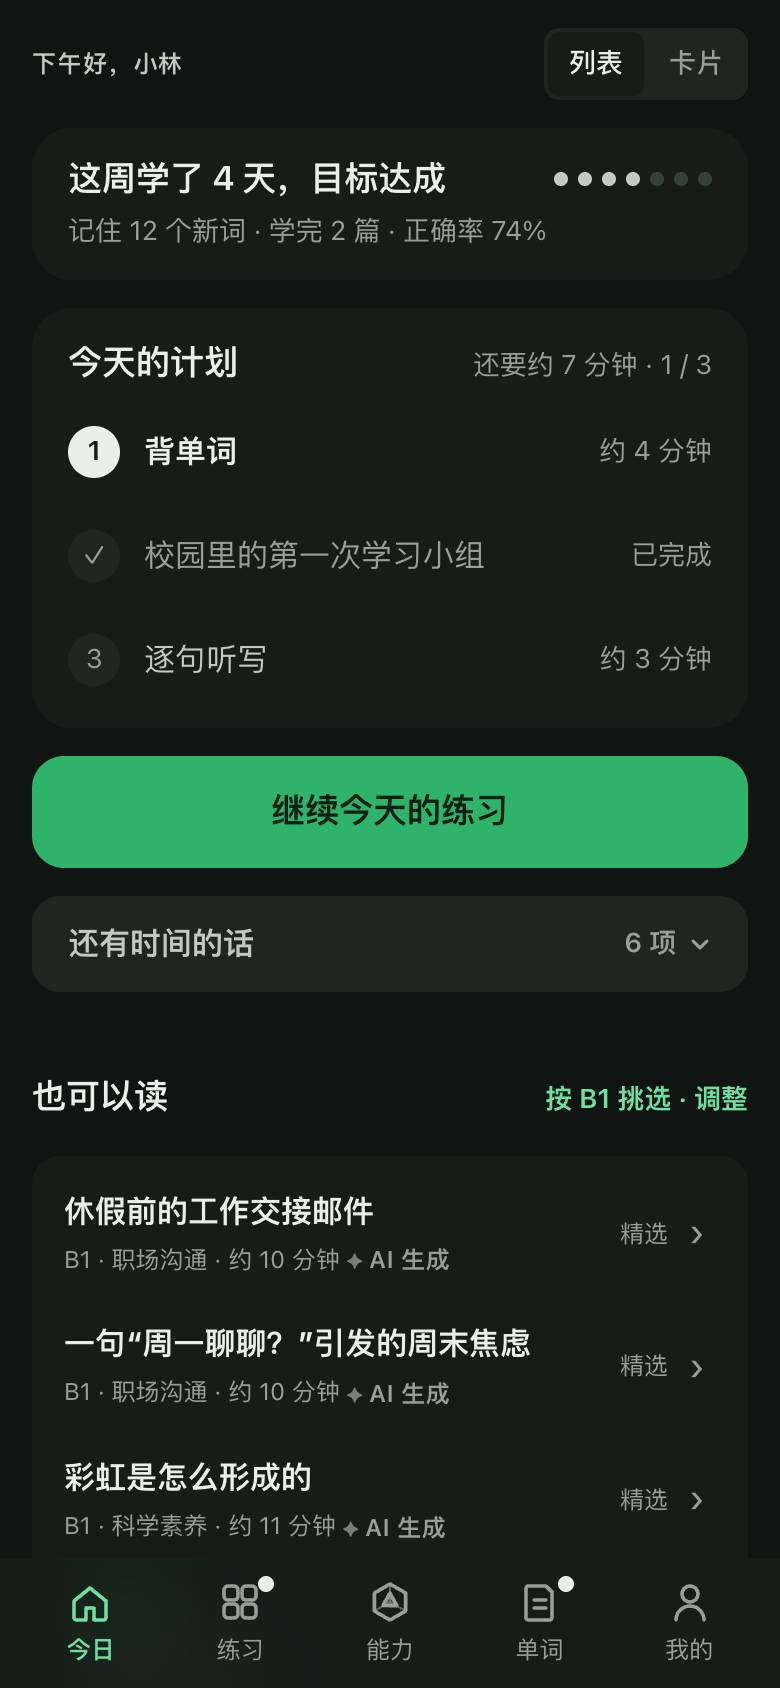 下午好，小林
列表 卡片
这周学了 4 天，目标达成
记住 12 个新词 · 学完 2 篇 · 正确率 74%
今天的计划 还要约 7 分钟 · 1 / 3
1 背单词 约 4 分钟
校园里的第一次学习小组 已完成
3 逐句听写 约 3 分钟
继续今天的练习
还有时间的话 6 项
也可以读 按 B1 挑选 · 调整
休假前的工作交接邮件
B1 · 职场沟通 · 约 10 分钟 AI 生成
精选
一句“周一聊聊？”引发的周末焦虑
B1 · 职场沟通 · 约 10 分钟 AI 生成
精选
彩虹是怎么形成的
B1 · 科学素养 · 约 11 分钟 AI 生成
精选
今日 练习 能力 单词 我的